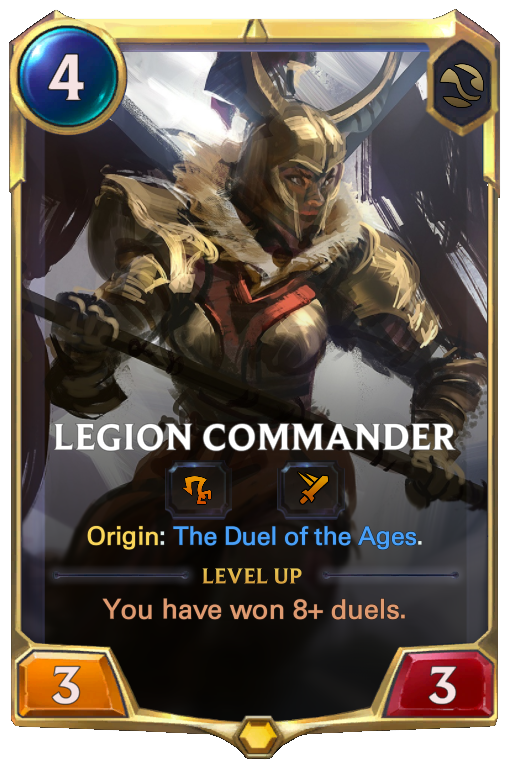 4
LEGION COMMANDER
Origin: The Duel of the Ages.
LEVEL UP
You have won 8+ duels.
3 3